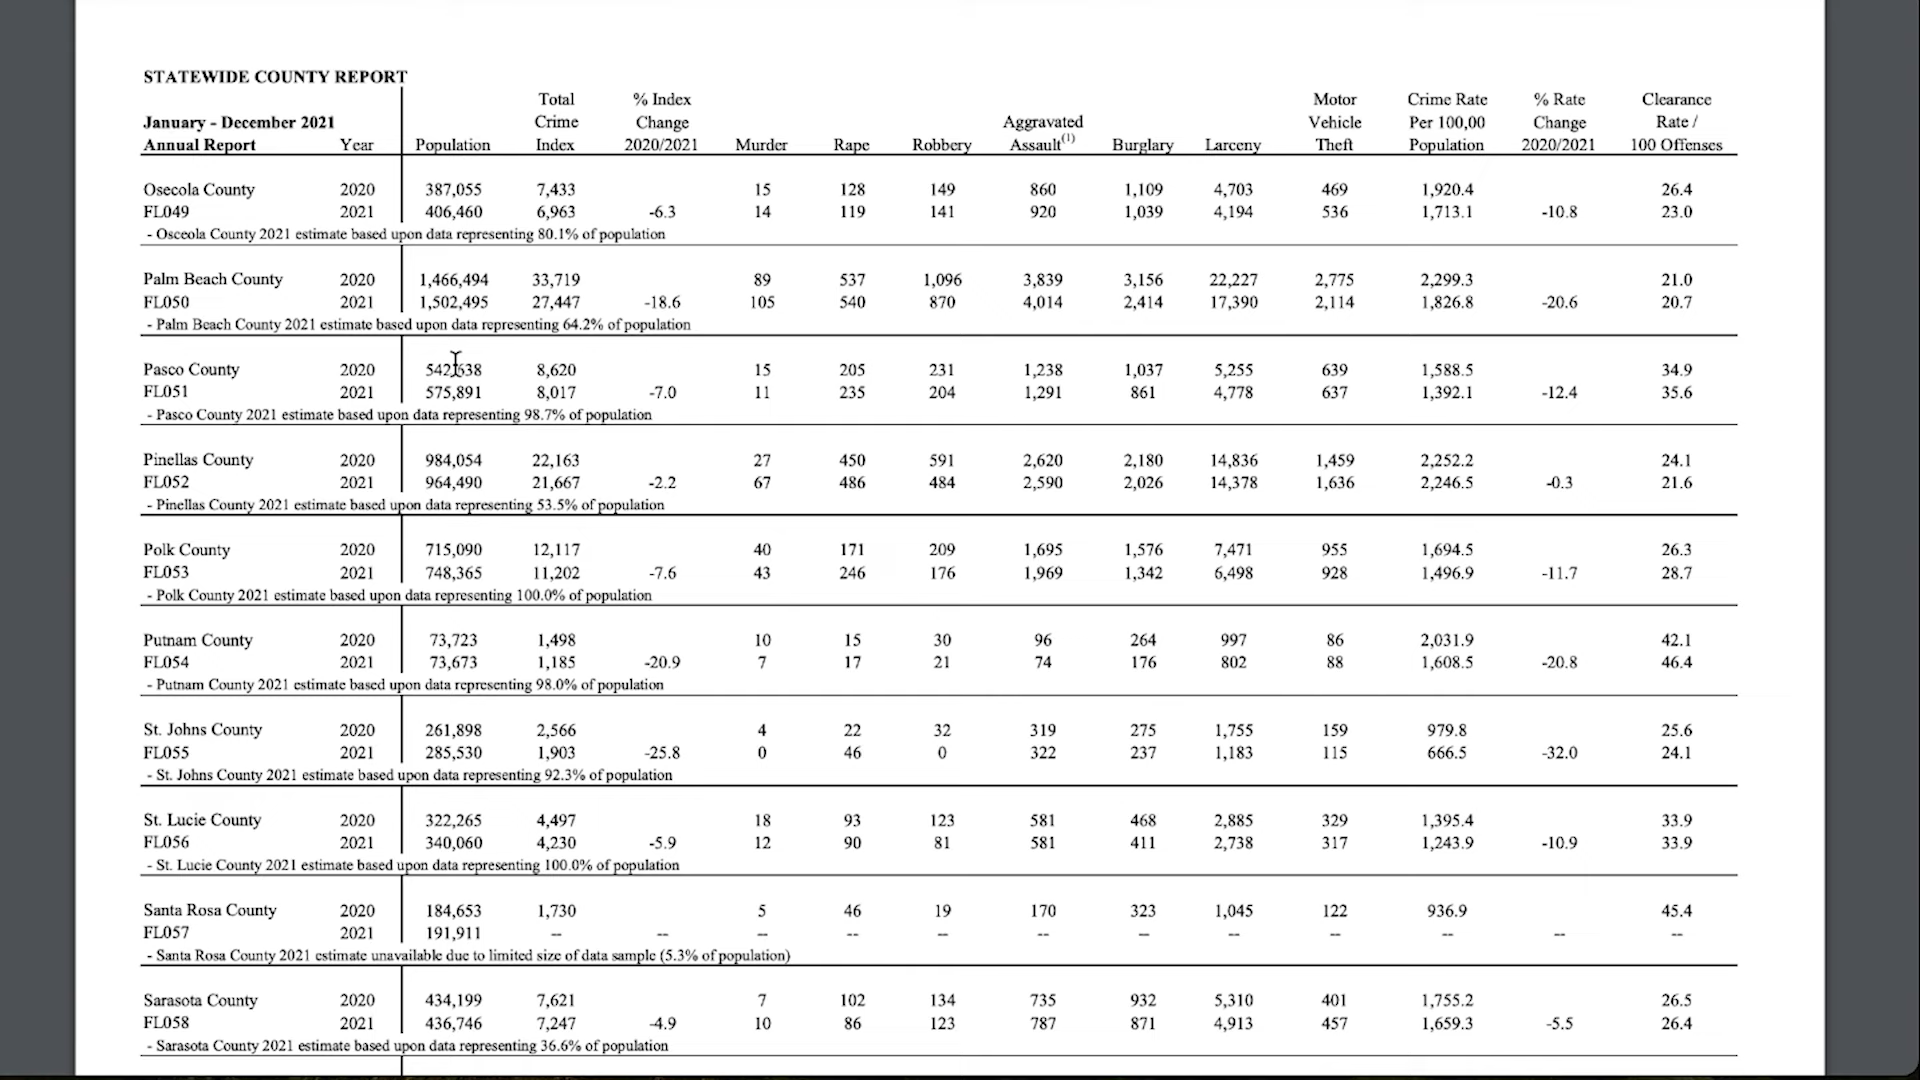 STATEWIDE COUNTY REPORT
Total % Index Motor Crime Rate % Rate Clearance
January - December 2021 Crime Change Aggravated Vehicle Per 100,00 Change Rate /
Annual Report Year Population Index 2020/2021 Murder Rape Robbery Assault(1) Burglary Larceny Theft Population 2020/2021 100 Offenses
Osecola County 2020 387,055 7,433 15 128 149 860 1,109 4,703 469 1,920.4 26.4
FL049 2021 406,460 6,963 -6.3 14 119 141 920 1,039 4,194 536 1,713.1 -10.8 23.0
- Osceola County 2021 estimate based upon data representing 80.1% of population
Palm Beach County 2020 1,466,494 33,719 89 537 1,096 3,839 3,156 22,227 2,775 2,299.3 21.0
FL050 2021 1,502,495 27,447 -18.6 105 540 870 4,014 2,414 17,390 2,114 1,826.8 -20.6 20.7
- Palm Beach County 2021 estimate based upon data representing 64.2% of population
Pasco County 2020 542,638 8,620 15 205 231 1,238 1,037 5,255 639 1,588.5 34.9
FL051 2021 575,891 8,017 -7.0 11 235 204 1,291 861 4,778 637 1,392.1 -12.4 35.6
- Pasco County 2021 estimate based upon data representing 98.7% of population
Pinellas County 2020 984,054 22,163 27 450 591 2,620 2,180 14,836 1,459 2,252.2 24.1
FL052 2021 964,490 21,667 -2.2 67 486 484 2,590 2,026 14,378 1,636 2,246.5 -0.3 21.6
- Pinellas County 2021 estimate based upon data representing 53.5% of population
Polk County 2020 715,090 12,117 40 171 209 1,695 1,576 7,471 955 1,694.5 26.3
FL053 2021 748,365 11,202 -7.6 43 246 176 1,969 1,342 6,498 928 1,496.9 -11.7 28.7
- Polk County 2021 estimate based upon data representing 100.0% of population
Putnam County 2020 73,723 1,498 10 15 30 96 264 997 86 2,031.9 42.1
FL054 2021 73,673 1,185 -20.9 7 17 21 74 176 802 88 1,608.5 -20.8 46.4
- Putnam County 2021 estimate based upon data representing 98.0% of population
St. Johns County 2020 261,898 2,566 4 22 32 319 275 1,755 159 979.8 25.6
FL055 2021 285,530 1,903 -25.8 0 46 0 322 237 1,183 115 666.5 -32.0 24.1
- St. Johns County 2021 estimate based upon data representing 92.3% of population
St. Lucie County 2020 322,265 4,497 18 93 123 581 468 2,885 329 1,395.4 33.9
FL056 2021 340,060 4,230 -5.9 12 90 81 581 411 2,738 317 1,243.9 -10.9 33.9
- St. Lucie County 2021 estimate based upon data representing 100.0% of population
Santa Rosa County 2020 184,653 1,730 5 46 19 170 323 1,045 122 936.9 45.4
FL057 2021 191,911 -- -- -- -- -- -- -- -- -- -- -- --
- Santa Rosa County 2021 estimate unavailable due to limited size of data sample (5.3% of population)
Sarasota County 2020 434,199 7,621 7 102 134 735 932 5,310 401 1,755.2 26.5
FL058 2021 436,746 7,247 -4.9 10 86 123 787 871 4,913 457 1,659.3 -5.5 26.4
- Sarasota County 2021 estimate based upon data representing 36.6% of population